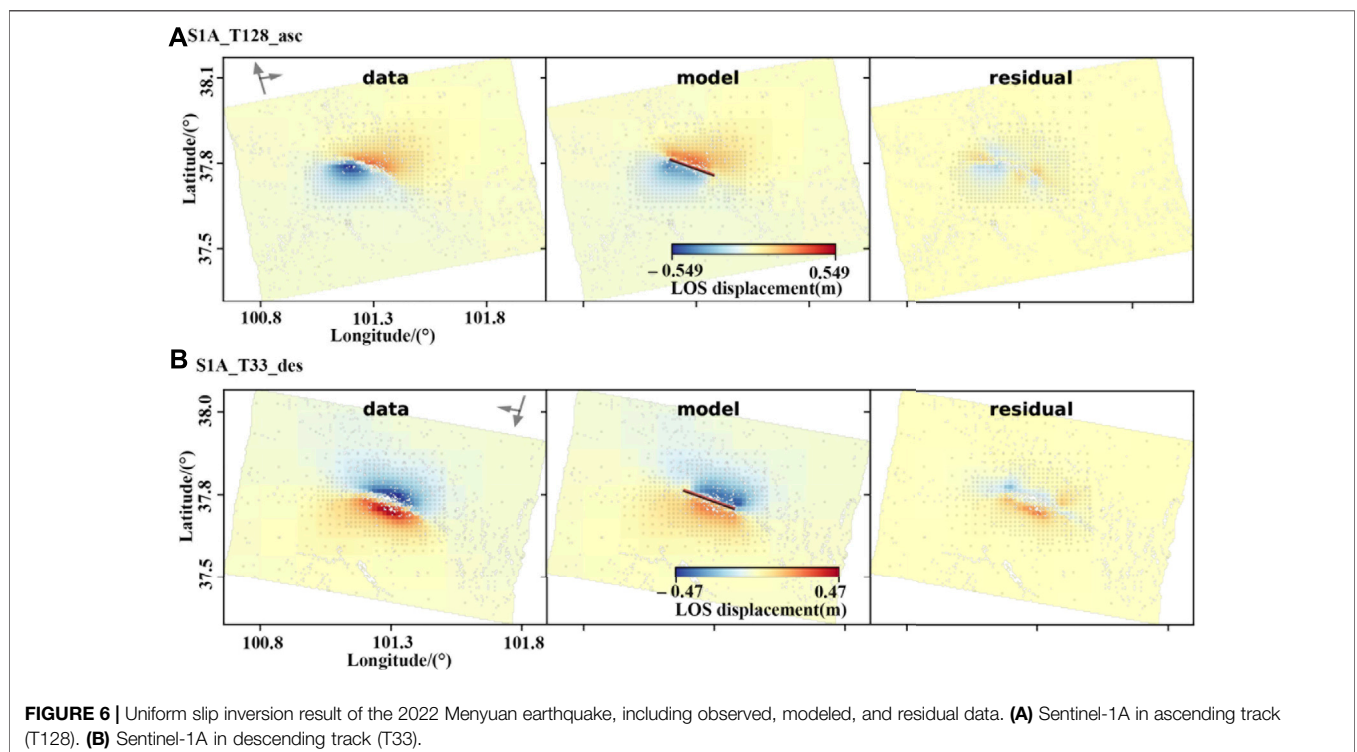 A S1A_T128_asc
data
model
residual
38.1
37.8
37.5
Latitude/(°)
100.8
101.3
101.8
Longitude/(°)
– 0.549
0.549
LOS displacement(m)
B S1A_T33_des
data
model
residual
38.0
37.8
37.5
Latitude/(°)
100.8
101.3
101.8
Longitude/(°)
– 0.47
0.47
LOS displacement(m)
FIGURE 6 | Uniform slip inversion result of the 2022 Menyuan earthquake, including observed, modeled, and residual data. (A) Sentinel-1A in ascending track
(T128). (B) Sentinel-1A in descending track (T33).